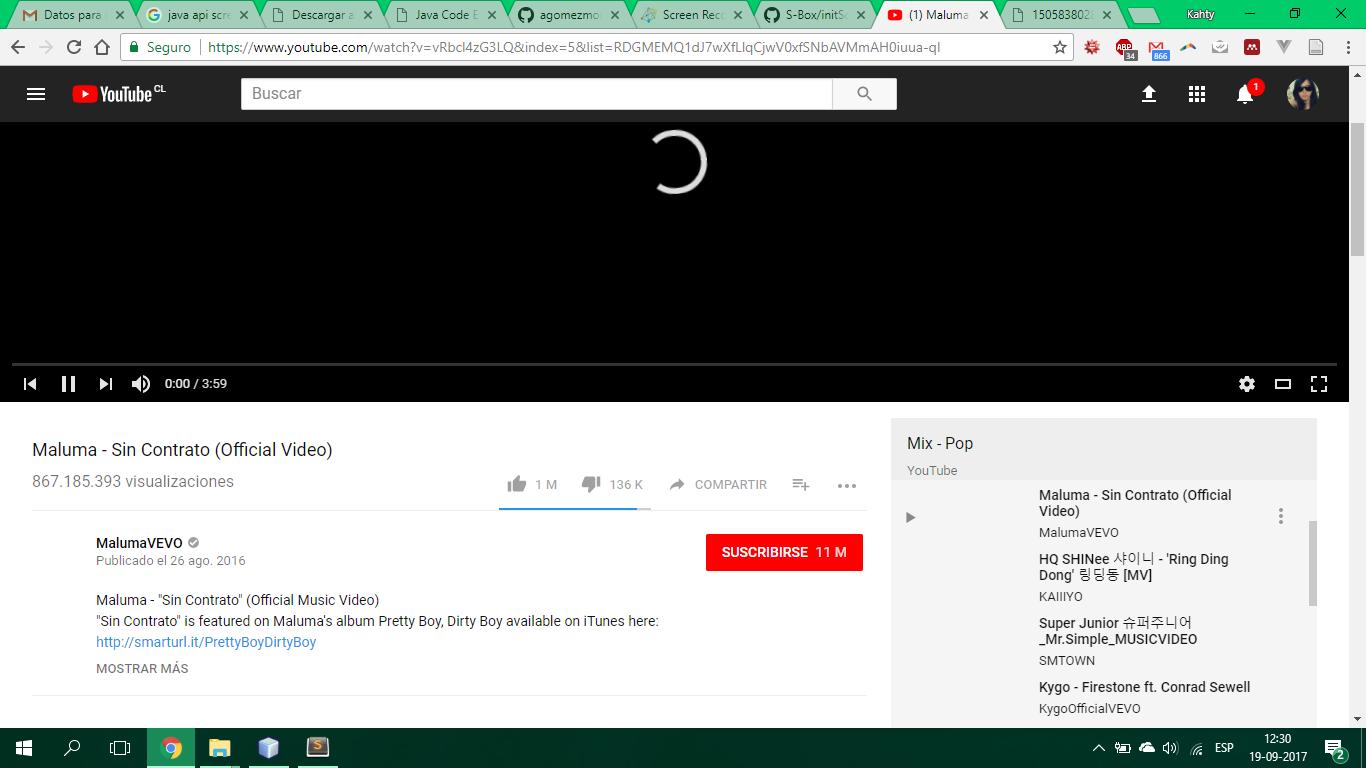 Datos para
java api scre
Descargar a
Java Code E
agomezmo
Screen Reco
S-Box/initSc
(1) Maluma
1505838028
Kahty
Seguro https://www.youtube.com/watch?v=vRbcl4zG3LQ&index=5&list=RDGMEMQ1dJ7wXfLlqCjwV0xfSNbAVMmAH0iuua-qI
ABP
34
866
YouTube CL
Buscar
1
0:00 / 3:59
Maluma - Sin Contrato (Official Video)
867.185.393 visualizaciones
1 M
136 K
COMPARTIR
MalumaVEVO
Publicado el 26 ago. 2016
SUSCRIBIRSE 11 M
Maluma - "Sin Contrato" (Official Music Video)
"Sin Contrato" is featured on Maluma's album Pretty Boy, Dirty Boy available on iTunes here:
http://smarturl.it/PrettyBoyDirtyBoy
MOSTRAR MÁS
Mix - Pop
YouTube
Maluma - Sin Contrato (Official
Video)
MalumaVEVO
HQ SHINee 샤이니 - 'Ring Ding
Dong' 링딩동 [MV]
KAIIIYO
Super Junior 슈퍼주니어
_Mr.Simple_MUSICVIDEO
SMTOWN
Kygo - Firestone ft. Conrad Sewell
KygoOfficialVEVO
ESP
12:30
19-09-2017
2